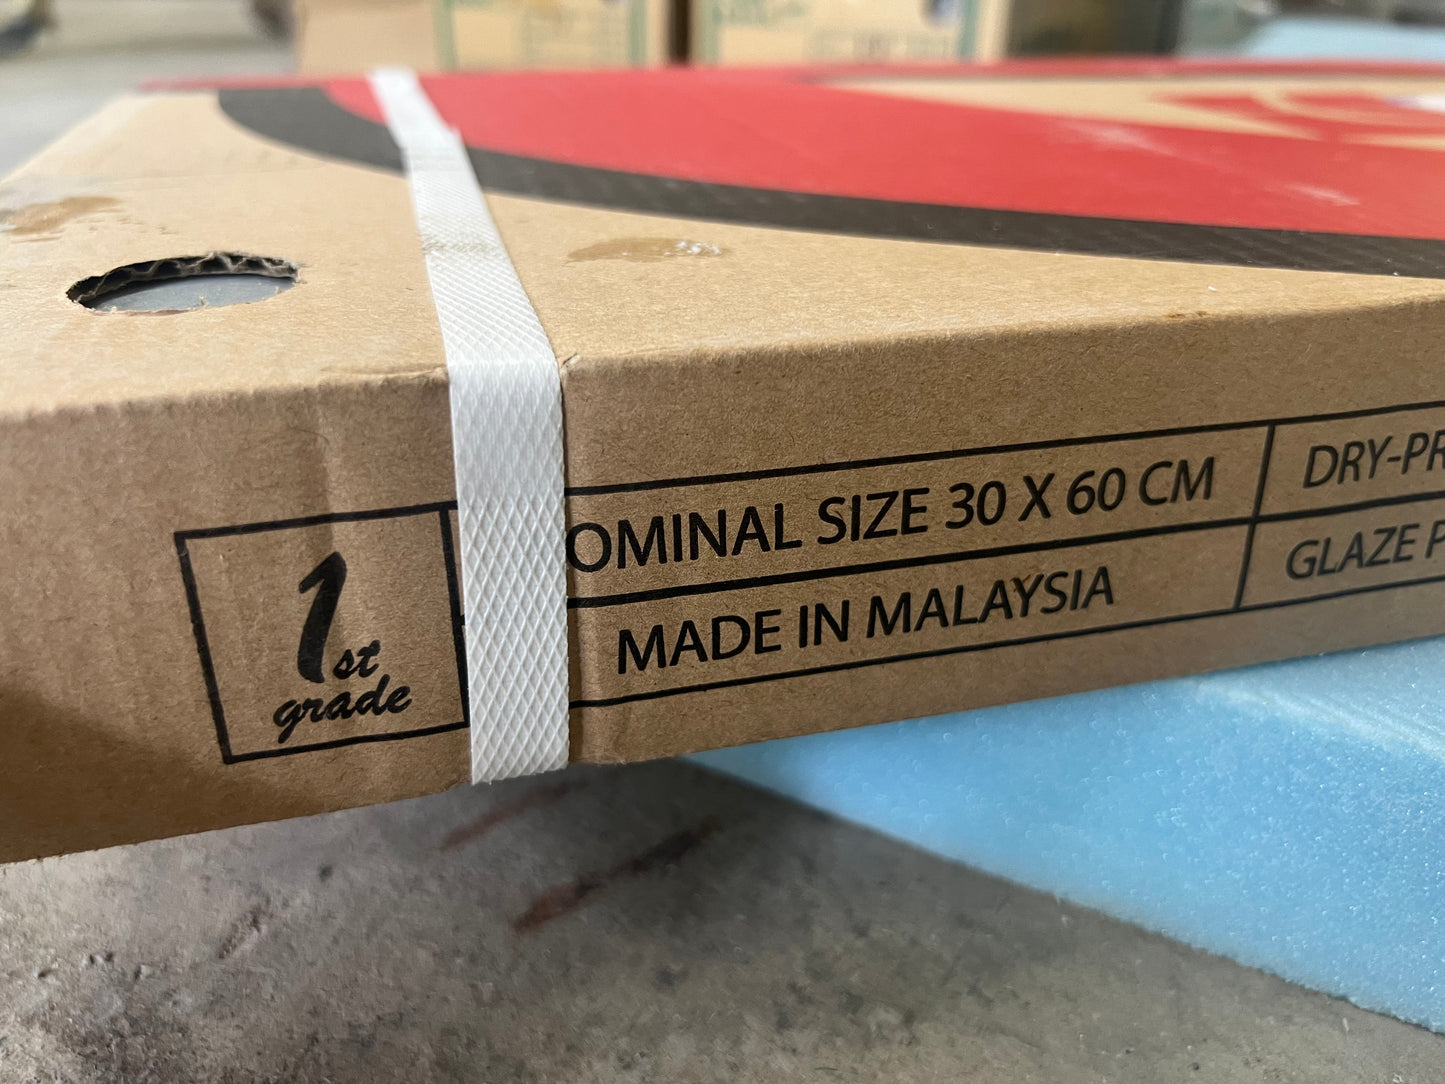 1st
grade
OMINAL SIZE 30 X 60 CM
MADE IN MALAYSIA
DRY-PR
GLAZE P